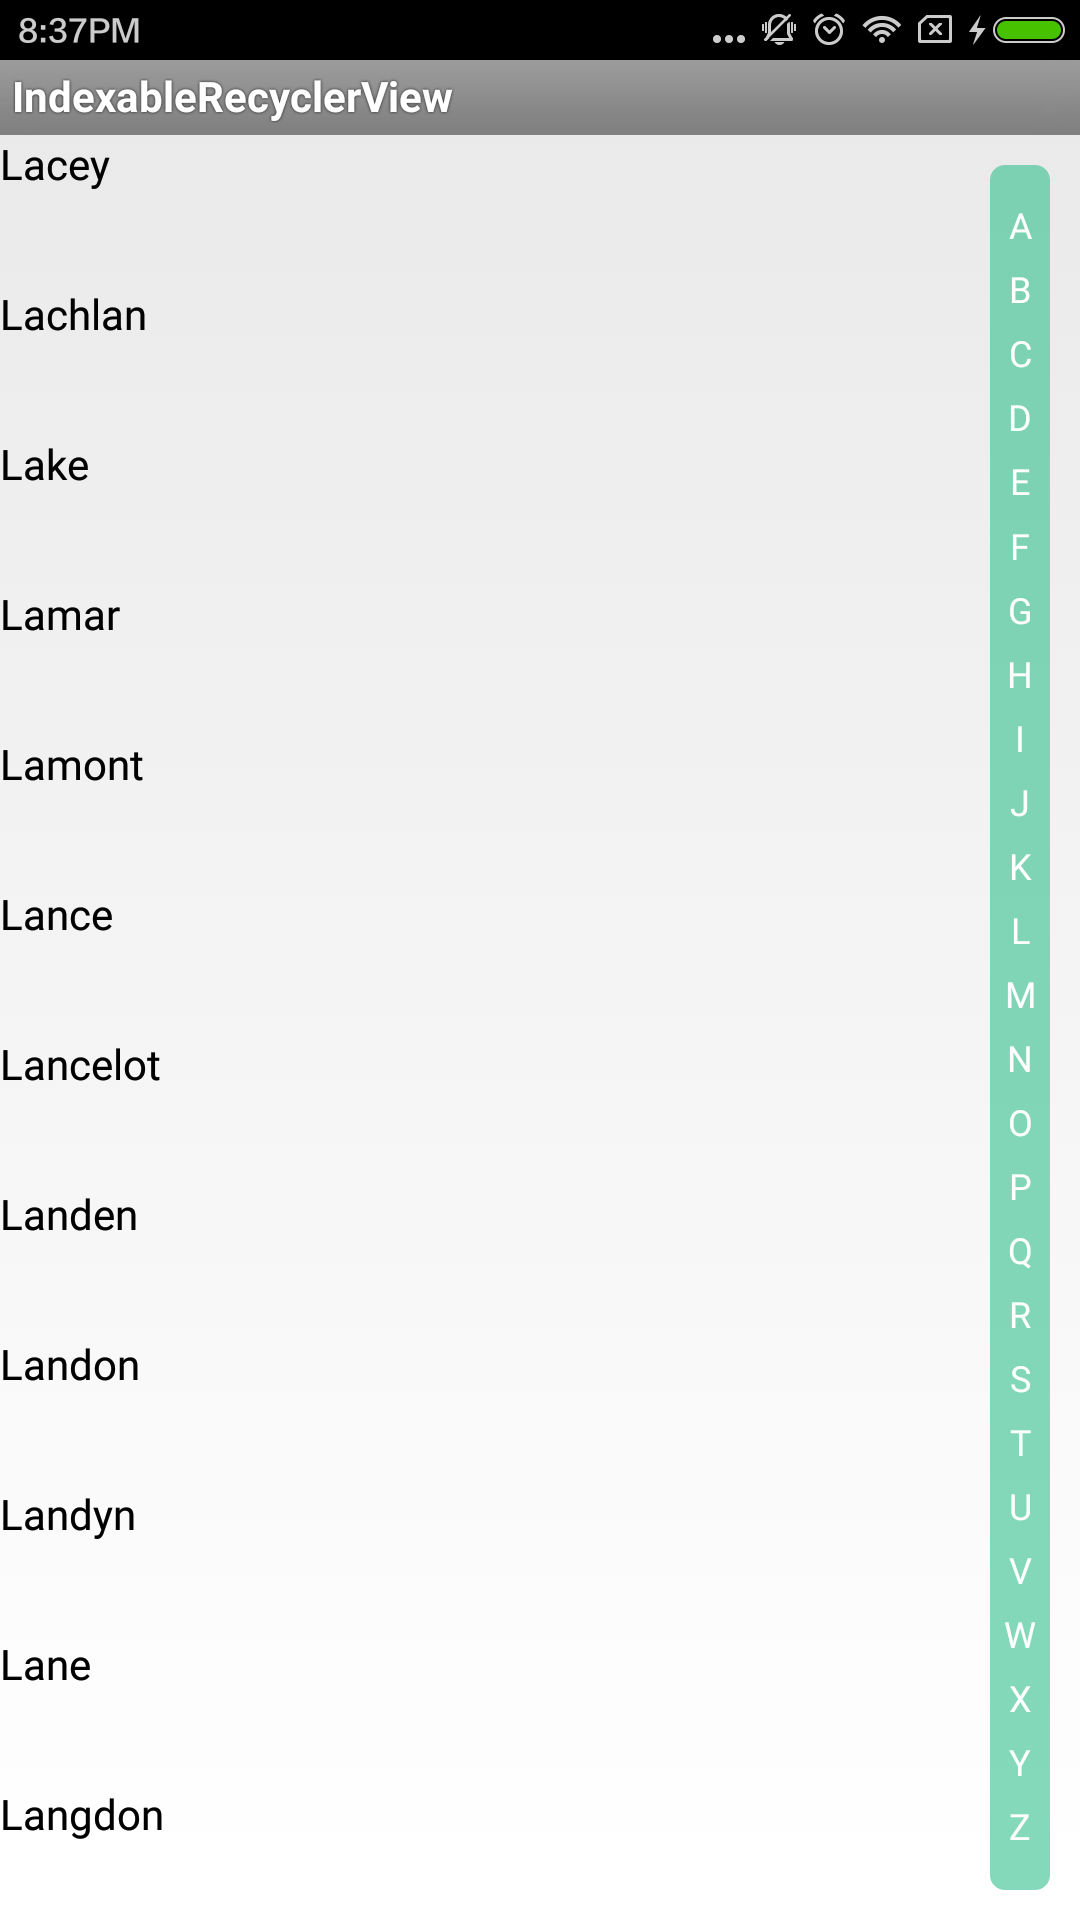 8:37PM
IndexableRecyclerView
Lacey
Lachlan
Lake
Lamar
Lamont
Lance
Lancelot
Landen
Landon
Landyn
Lane
Langdon
A
B
C
D
E
F
G
H
I
J
K
L
M
N
O
P
Q
R
S
T
U
V
W
X
Y
Z